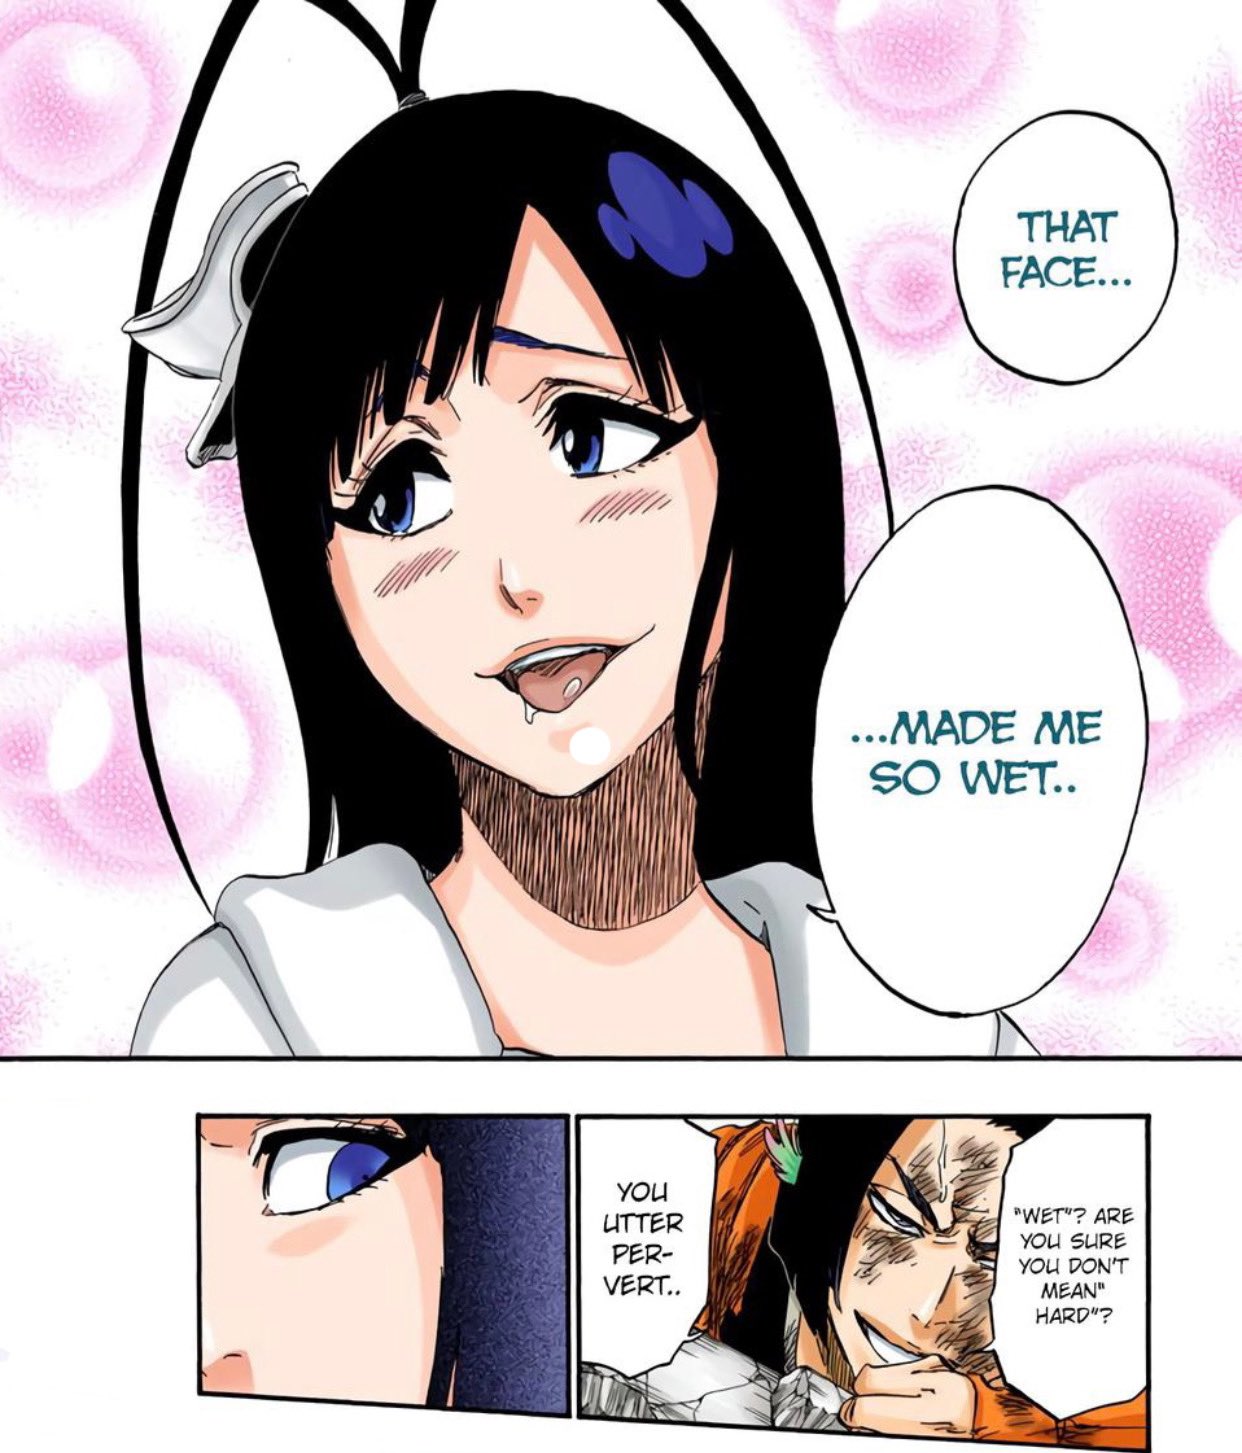 THAT
FACE...
...MADE ME
SO WET..
"WET"? ARE
YOU SURE
YOU DON'T
MEAN"
HARD"?
YOU
UTTER
PER-
VERT..